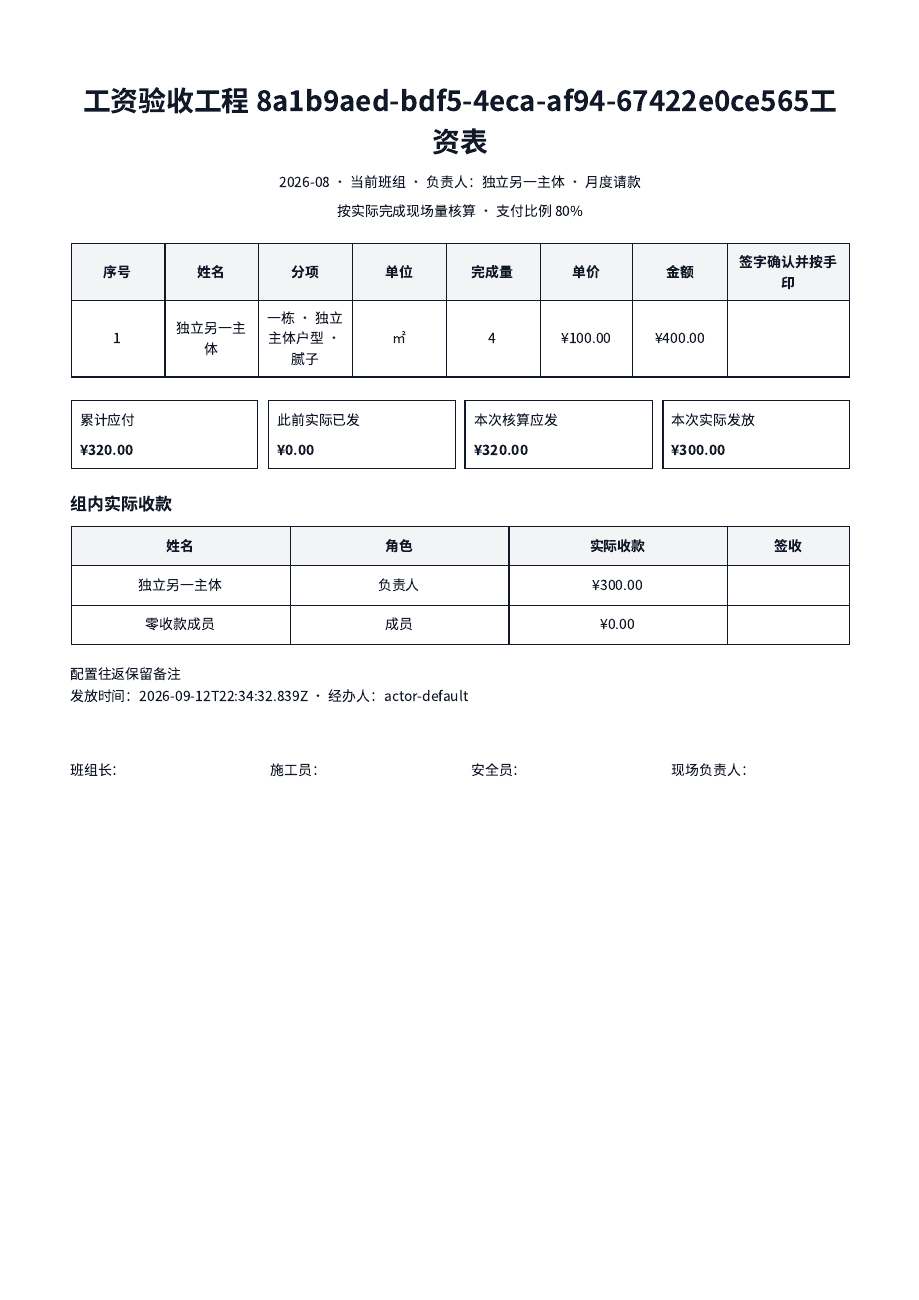 工资验收工程 8a1b9aed-bdf5-4eca-af94-67422e0ce565工
资表
2026-08 · 当前班组 · 负责人：独立另一主体 · 月度请款
按实际完成现场量核算 · 支付比例 80%
序号 姓名 分项 单位 完成量 单价 金额 签字确认并按手
印
1 独立另一主
体 一栋 · 独立
主体户型 ·
腻子 ㎡ 4 ¥100.00 ¥400.00
累计应付 此前实际已发 本次核算应发 本次实际发放
¥320.00 ¥0.00 ¥320.00 ¥300.00
组内实际收款
姓名 角色 实际收款 签收
独立另一主体 负责人 ¥300.00
零收款成员 成员 ¥0.00
配置往返保留备注
发放时间：2026-09-12T22:34:32.839Z · 经办人：actor-default
班组长： 施工员： 安全员： 现场负责人：